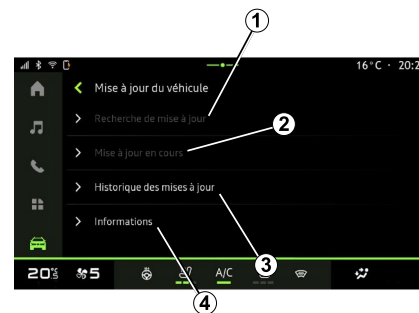 1
16°C · 20:2
Mise à jour du véhicule
Recherche de mise à jour
2
Mise à jour en cours
Historique des mises à jour
Informations
3
20 5 A/C
4